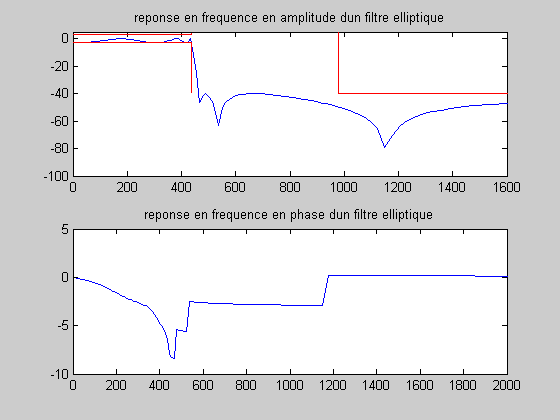 reponse en frequence en amplitude dun filtre elliptique
0
-20
-40
-60
-80
-100
0 200 400 600 800 1000 1200 1400 1600
reponse en frequence en phase dun filtre elliptique
5
0
-5
-10
0 200 400 600 800 1000 1200 1400 1600 1800 2000